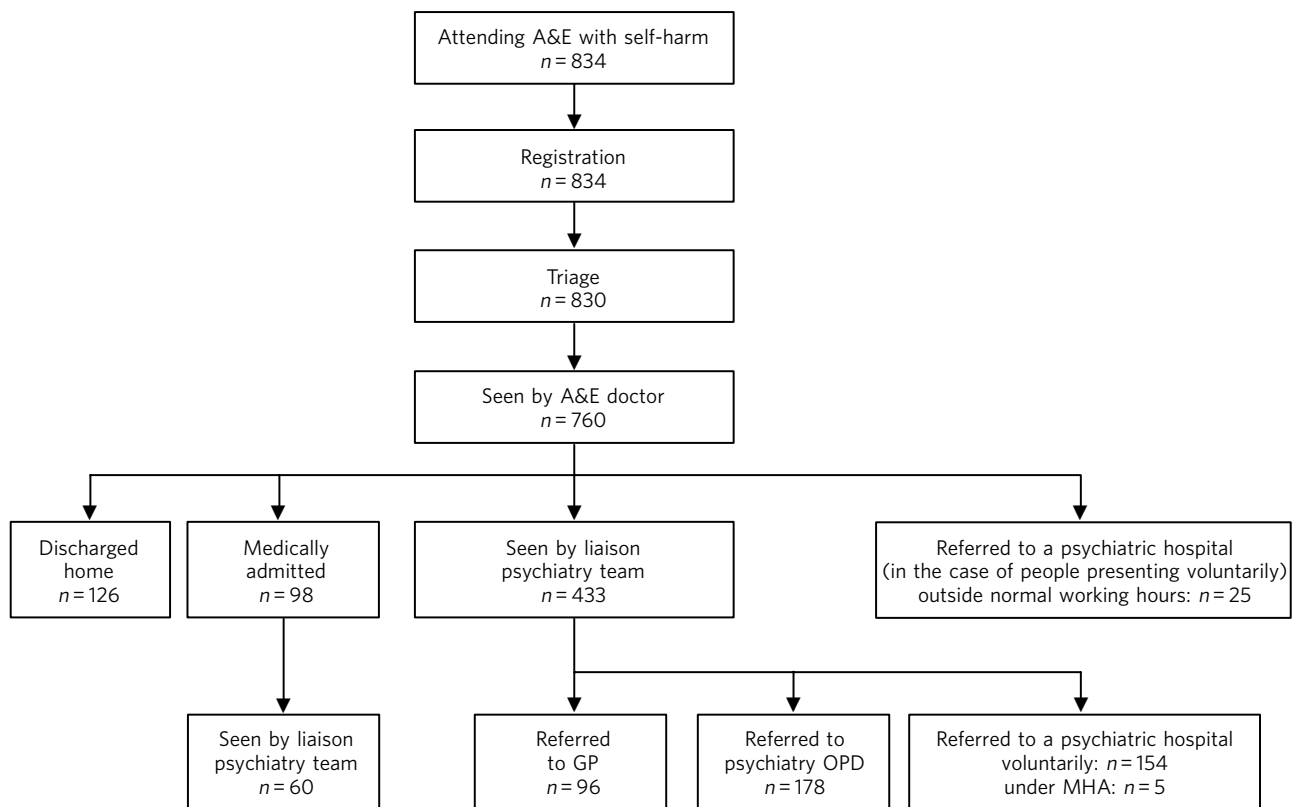 Attending A&E with self-harm
n = 834
Registration
n = 834
Triage
n = 830
Seen by A&E doctor
n = 760
Discharged
home
n = 126
Medically
admitted
n = 98
Seen by liaison
psychiatry team
n = 433
Referred to a psychiatric hospital
(in the case of people presenting voluntarily)
outside normal working hours: n = 25
Seen by liaison
psychiatry team
n = 60
Referred
to GP
n = 96
Referred to
psychiatry OPD
n = 178
Referred to a psychiatric hospital
voluntarily: n = 154
under MHA: n = 5